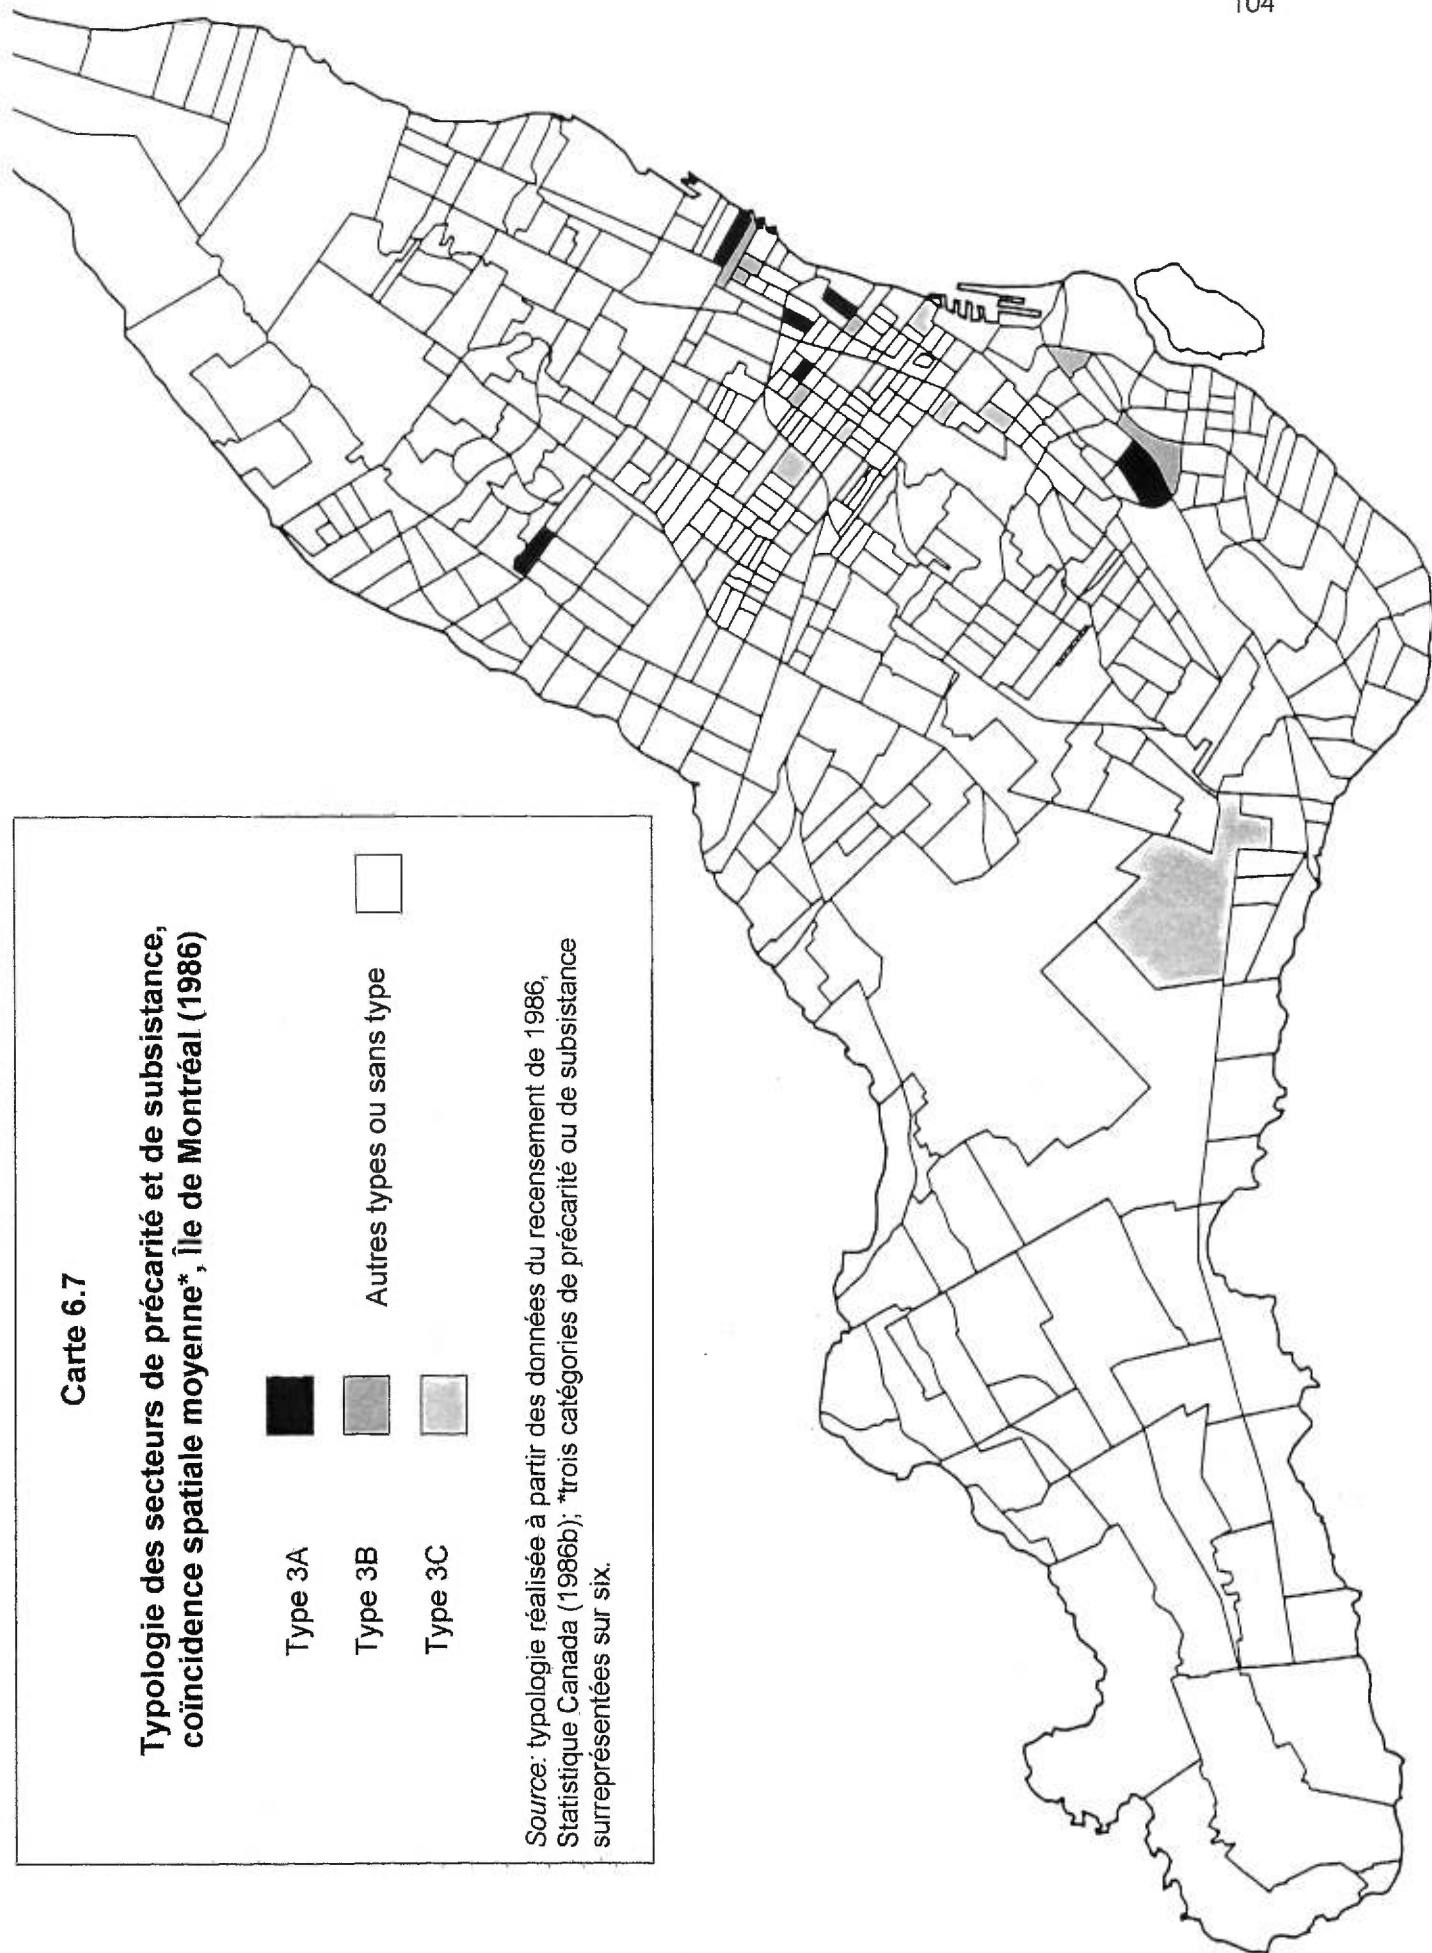 104
Carte 6.7
Typologie des secteurs de précarité et de subsistance,
coïncidence spatiale moyenne*, Île de Montréal (1986)
Type 3A
Type 3B
Autres types ou sans type
Type 3C
Source: typologie réalisée à partir des données du recensement de 1986,
Statistique Canada (1986b); *trois catégories de précarité ou de subsistance
surreprésentées sur six.